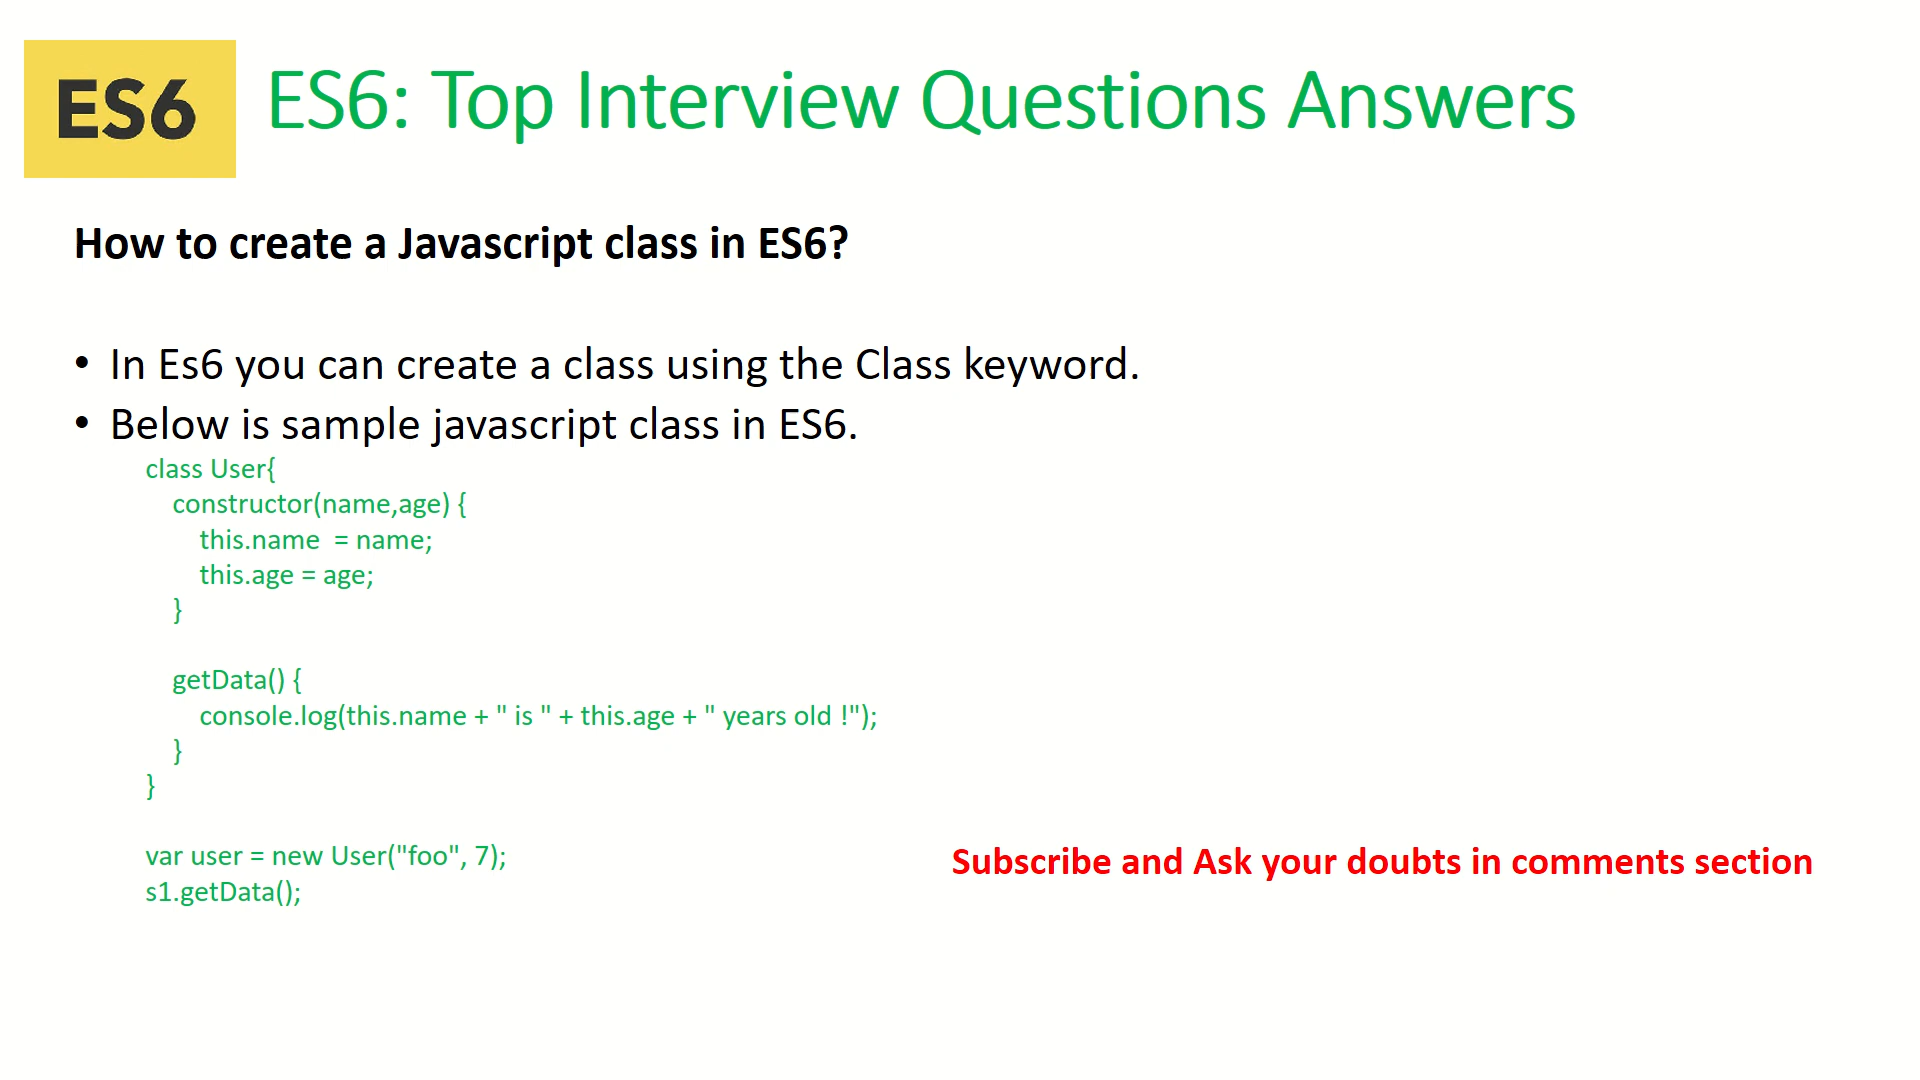 ES6
ES6: Top Interview Questions Answers
How to create a Javascript class in ES6?
• In Es6 you can create a class using the Class keyword.
• Below is sample javascript class in ES6.
class User{
constructor(name,age) {
this.name  = name;
this.age = age;
}
getData() {
console.log(this.name + " is " + this.age + " years old !");
}
}
var user = new User("foo", 7);
s1.getData();
Subscribe and Ask your doubts in comments section